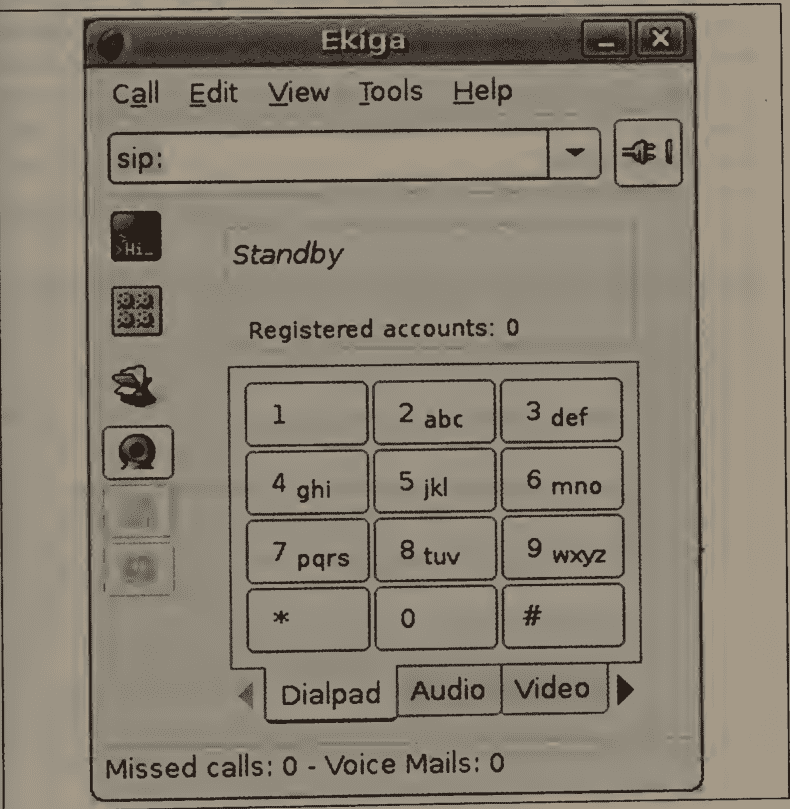 Ekiga
Call Edit View Tools Help
sip:
>Hi_
Standby
Registered accounts: 0
1 2 abc 3 def
4 ghi 5 jkl 6 mno
7 pqrs 8 tuv 9 wxyz
* 0 #
Dialpad Audio Video
Missed calls: 0 - Voice Mails: 0